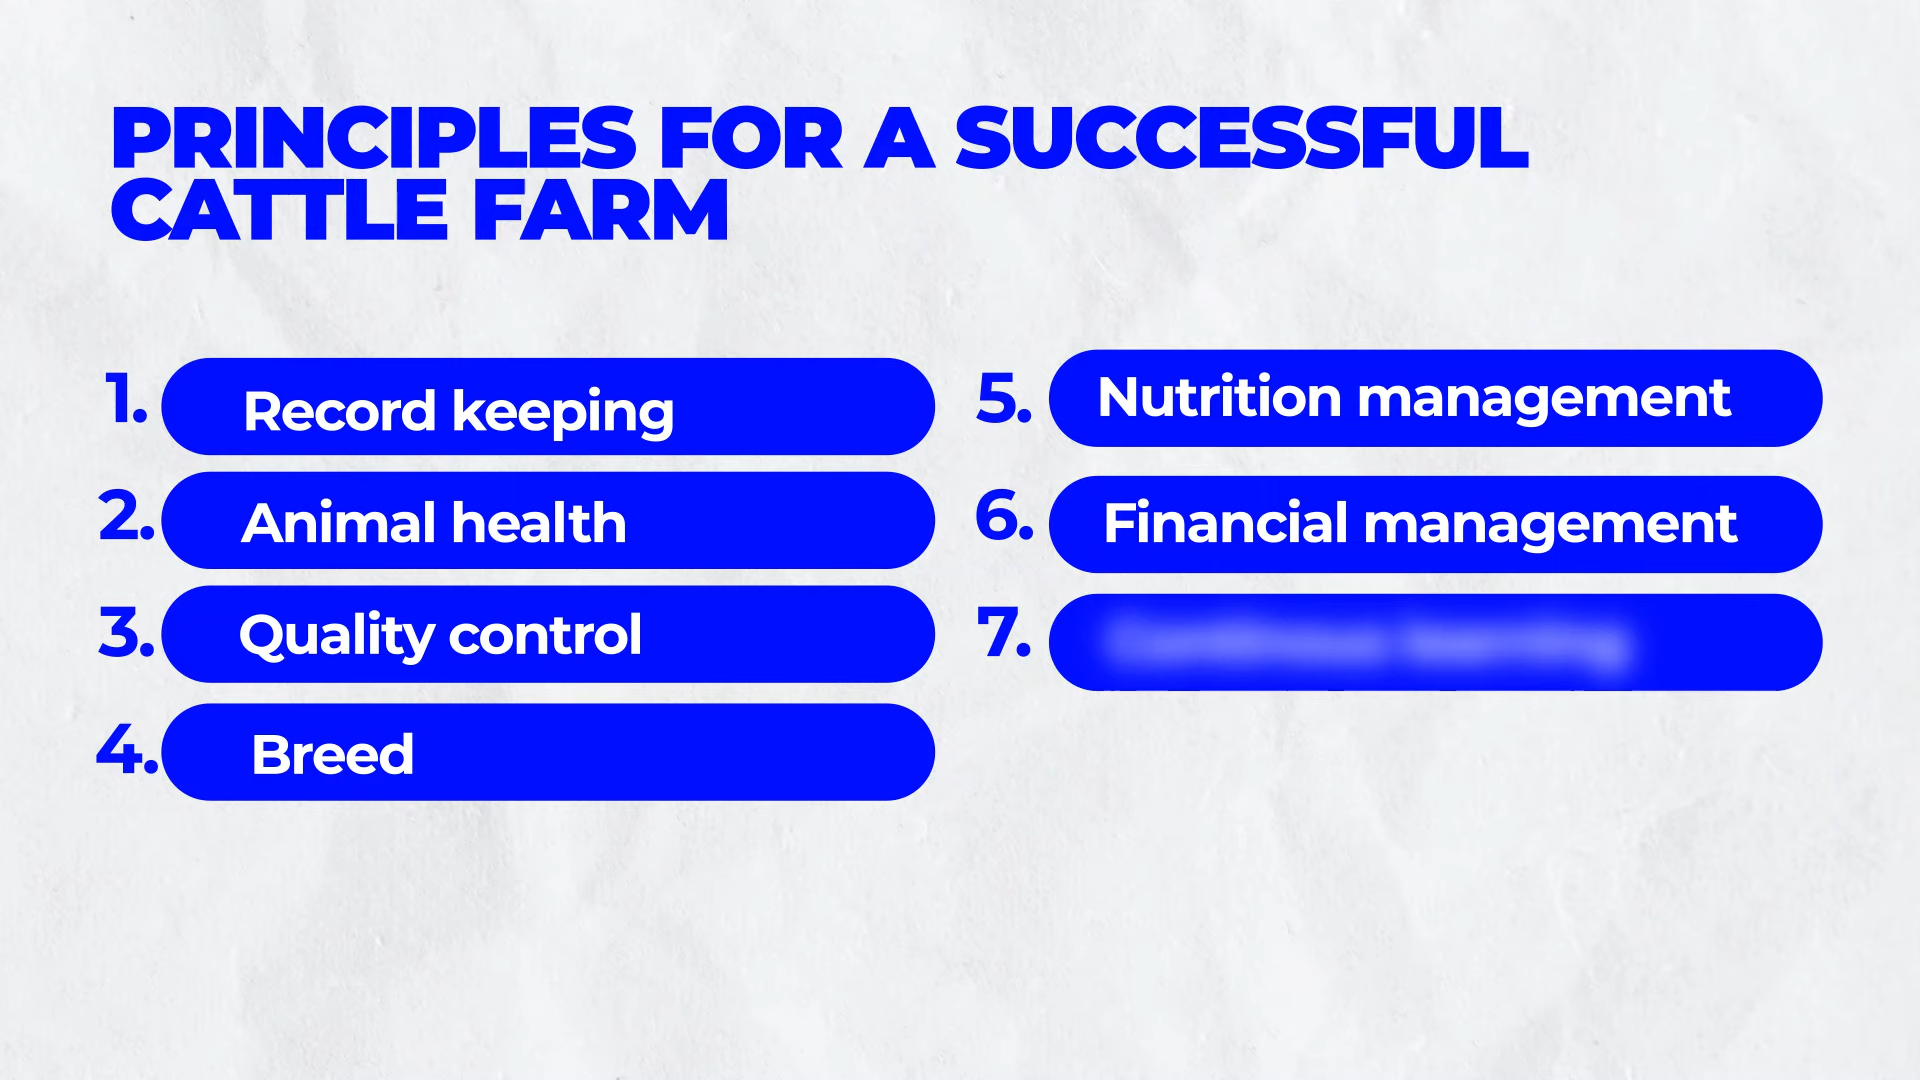 PRINCIPLES FOR A SUCCESSFUL
CATTLE FARM
1. Record keeping
2. Animal health
3. Quality control
4. Breed
5. Nutrition management
6. Financial management
7.